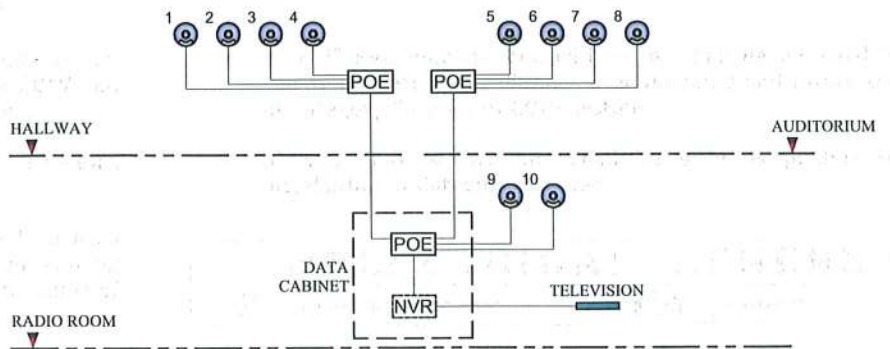 1 2 3 4 5 6 7 8
POE POE
HALLWAY AUDITORIUM
9 10
POE
DATA
CABINET
NVR
TELEVISION
RADIO ROOM